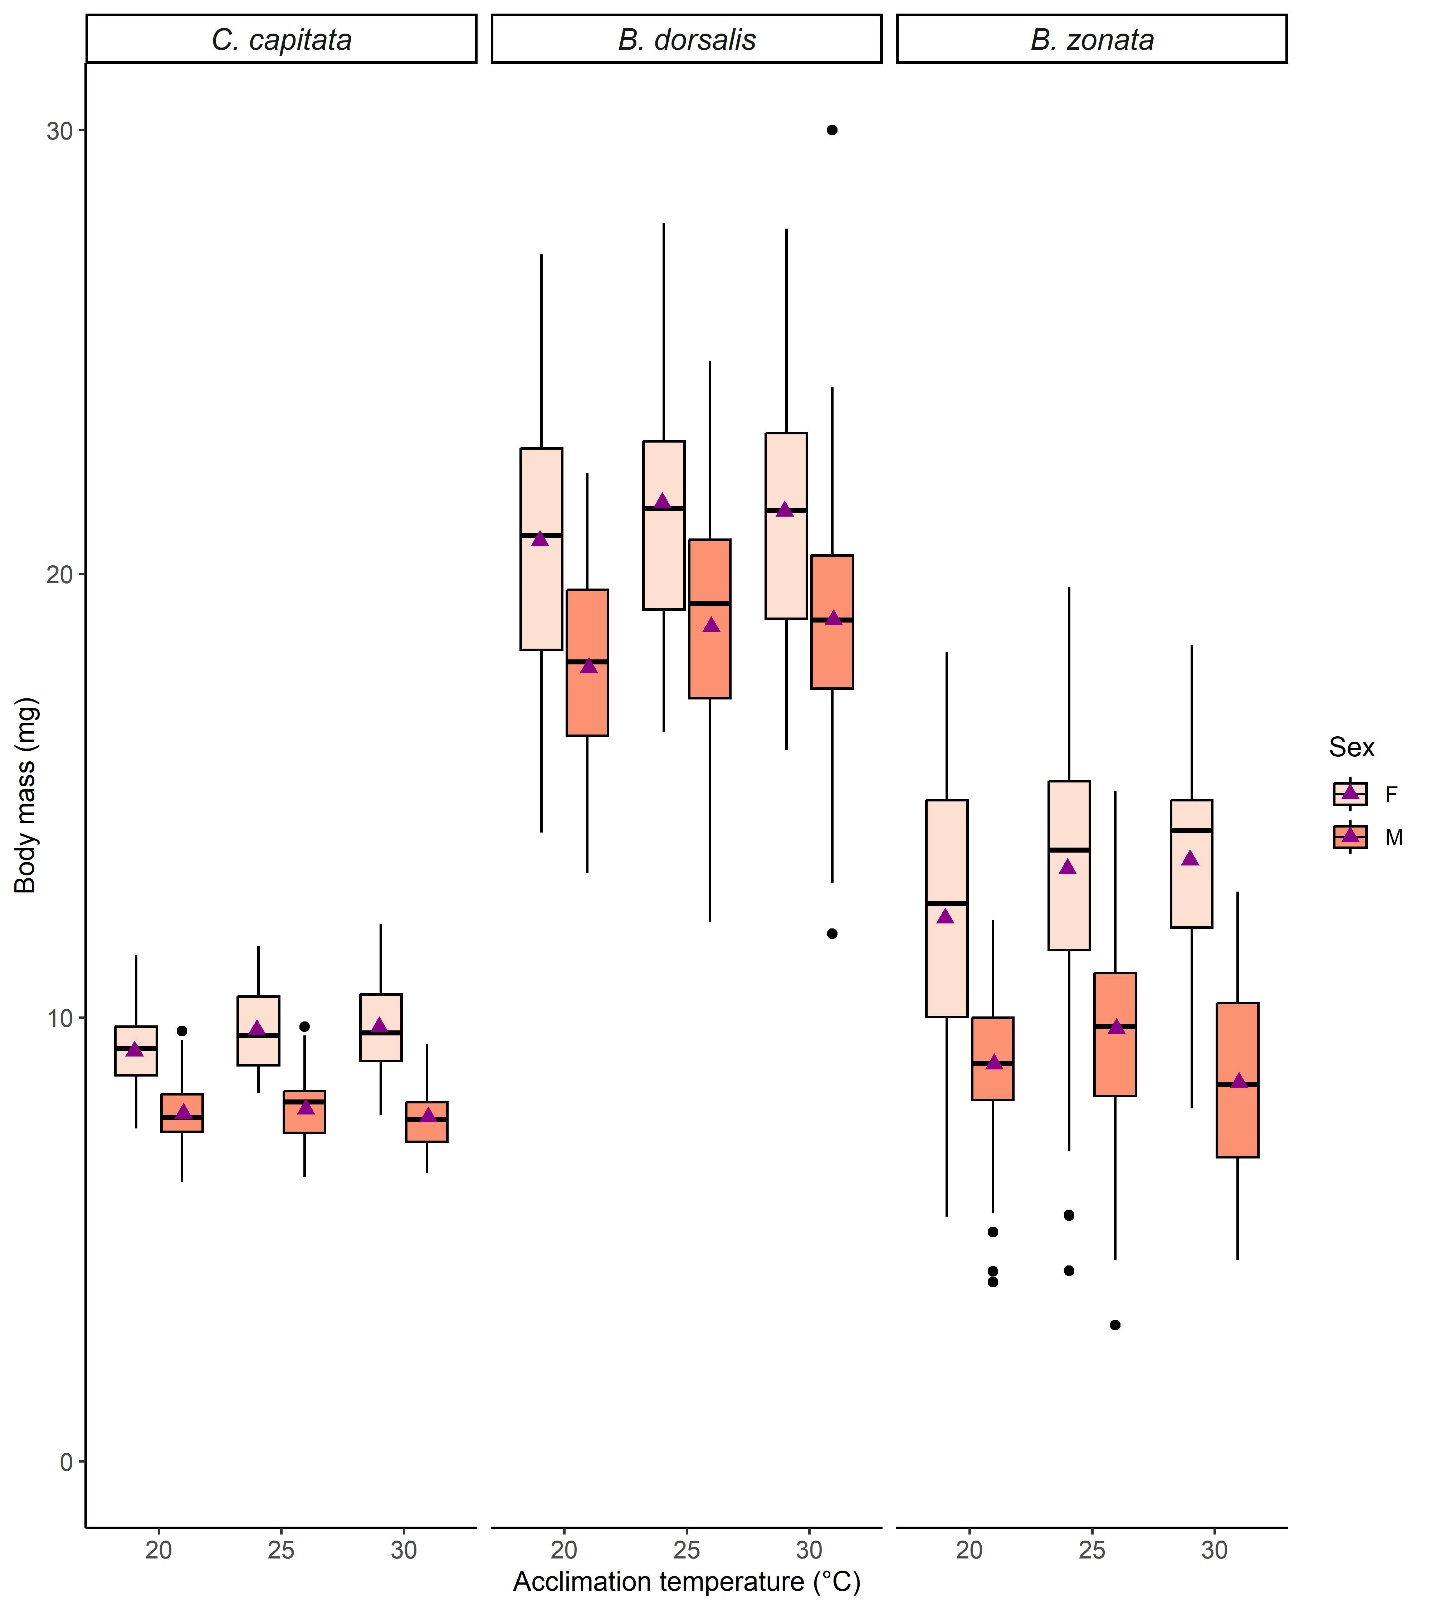 C. capitata B. dorsalis B. zonata
30
20
10
0
Body mass (mg)
20 25 30 20 25 30 20 25 30
Acclimation temperature (°C)
Sex
F
M